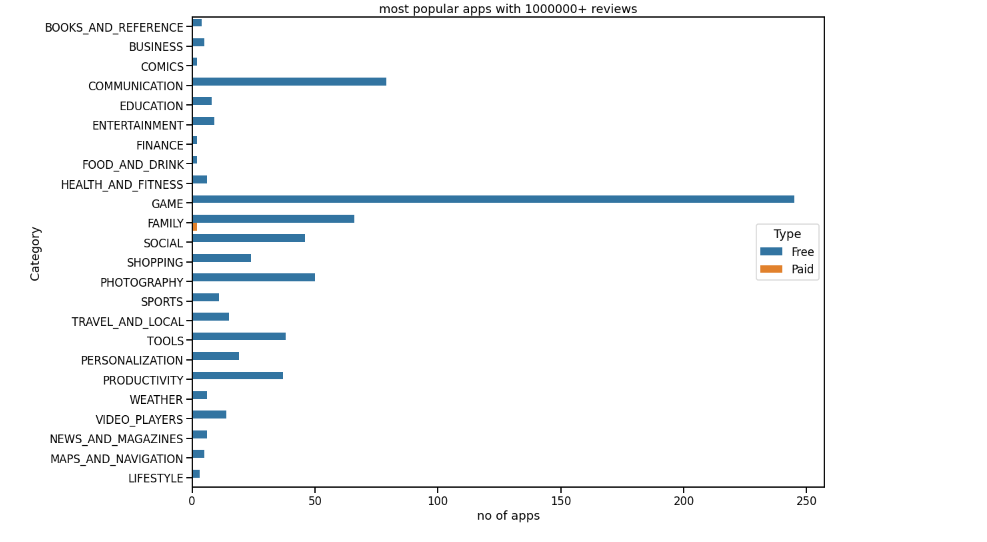 most popular apps with 1000000+ reviews
BOOKS_AND_REFERENCE
BUSINESS
COMICS
COMMUNICATION
EDUCATION
ENTERTAINMENT
FINANCE
FOOD_AND_DRINK
HEALTH_AND_FITNESS
GAME
FAMILY
SOCIAL
SHOPPING
PHOTOGRAPHY
SPORTS
TRAVEL_AND_LOCAL
TOOLS
PERSONALIZATION
PRODUCTIVITY
WEATHER
VIDEO_PLAYERS
NEWS_AND_MAGAZINES
MAPS_AND_NAVIGATION
LIFESTYLE
Category
Type
Free
Paid
0 50 100 150 200 250
no of apps